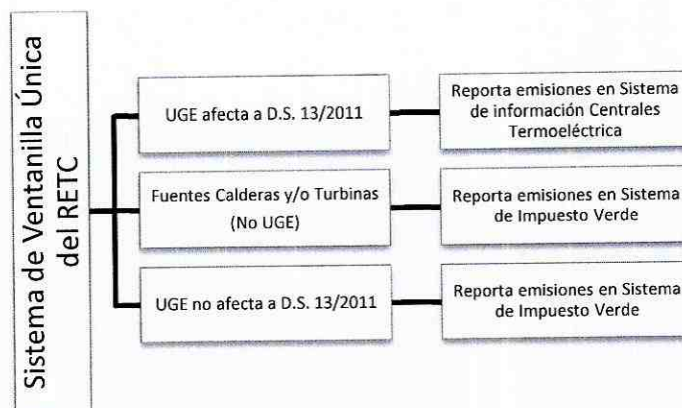 Sistema de Ventanilla Única
del RETC
UGE afecta a D.S. 13/2011
Reporta emisiones en Sistema
de información Centrales
Termoeléctrica
Fuentes Calderas y/o Turbinas
(No UGE)
Reporta emisiones en Sistema
de Impuesto Verde
UGE no afecta a D.S. 13/2011
Reporta emisiones en Sistema
de Impuesto Verde